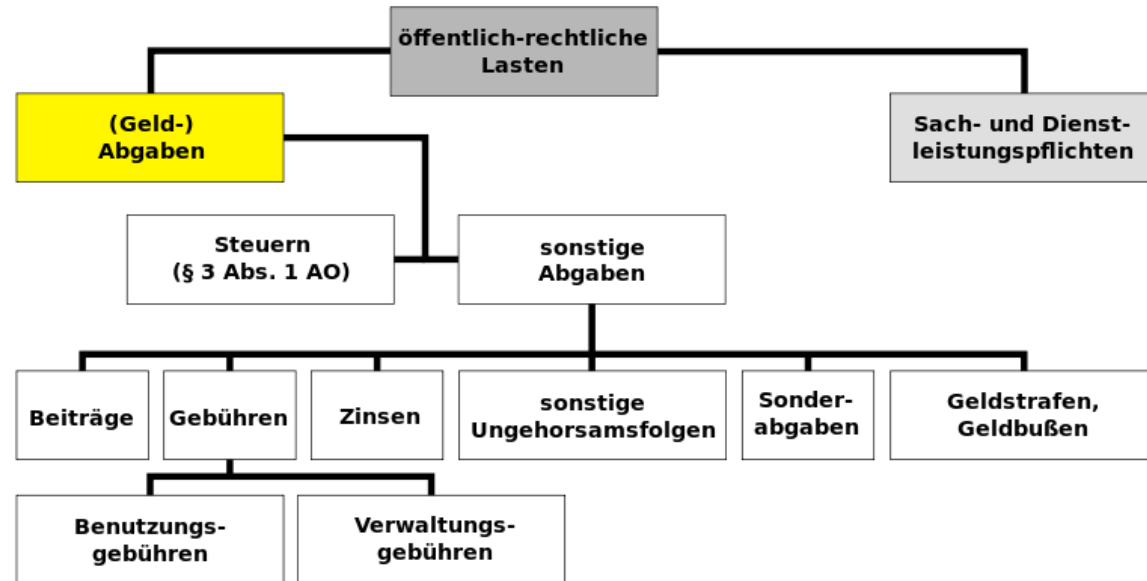 öffentlich-rechtliche
Lasten
(Geld-)
Abgaben
Sach- und Dienst-
leistungspflichten
Steuern
(§ 3 Abs. 1 AO)
sonstige
Abgaben
Beiträge
Gebühren
Zinsen
sonstige
Ungehorsamsfolgen
Sonder-
abgaben
Geldstrafen,
Geldbußen
Benutzungs-
gebühren
Verwaltungs-
gebühren